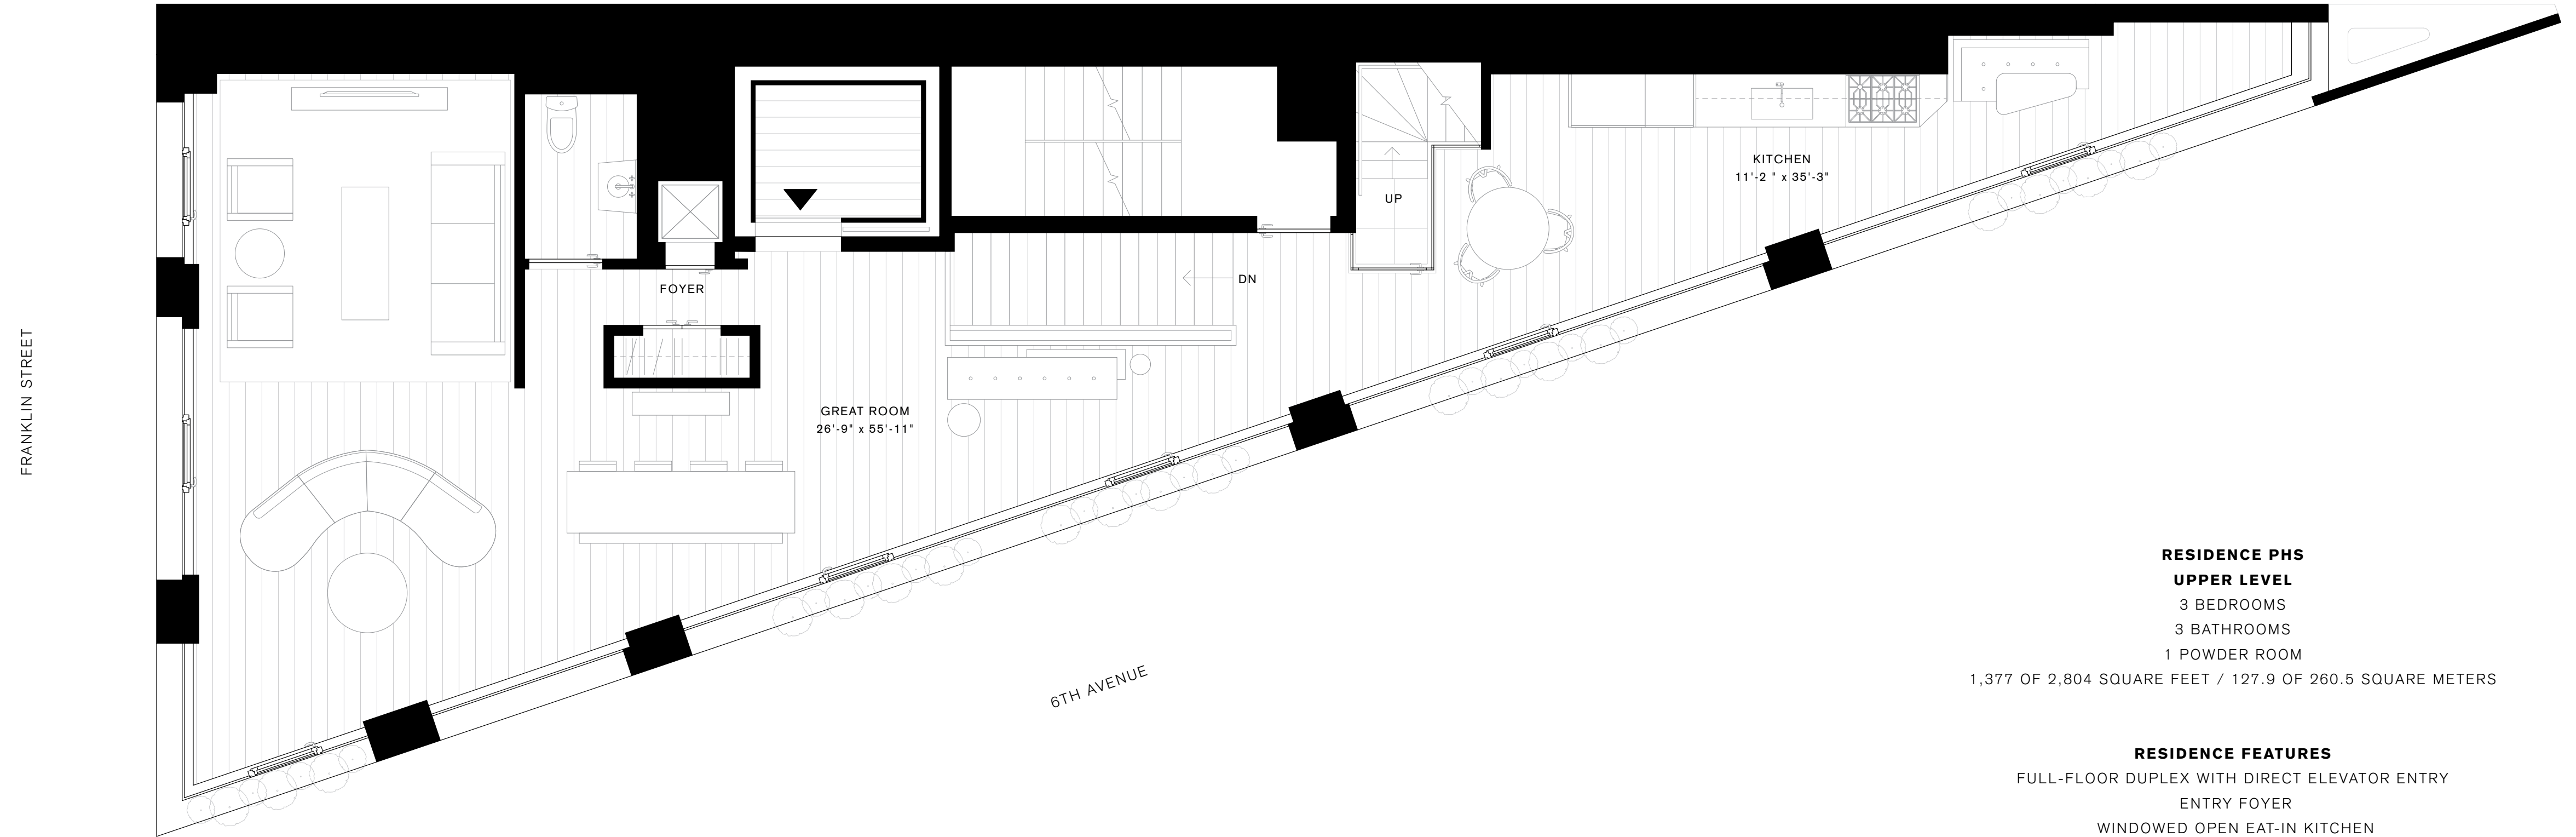 FRANKLIN STREET
FOYER
UP
DN
KITCHEN
11'-2 " x 35'-3"
GREAT ROOM
26'-9" x 55'-11"
6TH AVENUE
RESIDENCE PHS
UPPER LEVEL
3 BEDROOMS
3 BATHROOMS
1 POWDER ROOM
1,377 OF 2,804 SQUARE FEET / 127.9 OF 260.5 SQUARE METERS
RESIDENCE FEATURES
FULL-FLOOR DUPLEX WITH DIRECT ELEVATOR ENTRY
ENTRY FOYER
WINDOWED OPEN EAT-IN KITCHEN